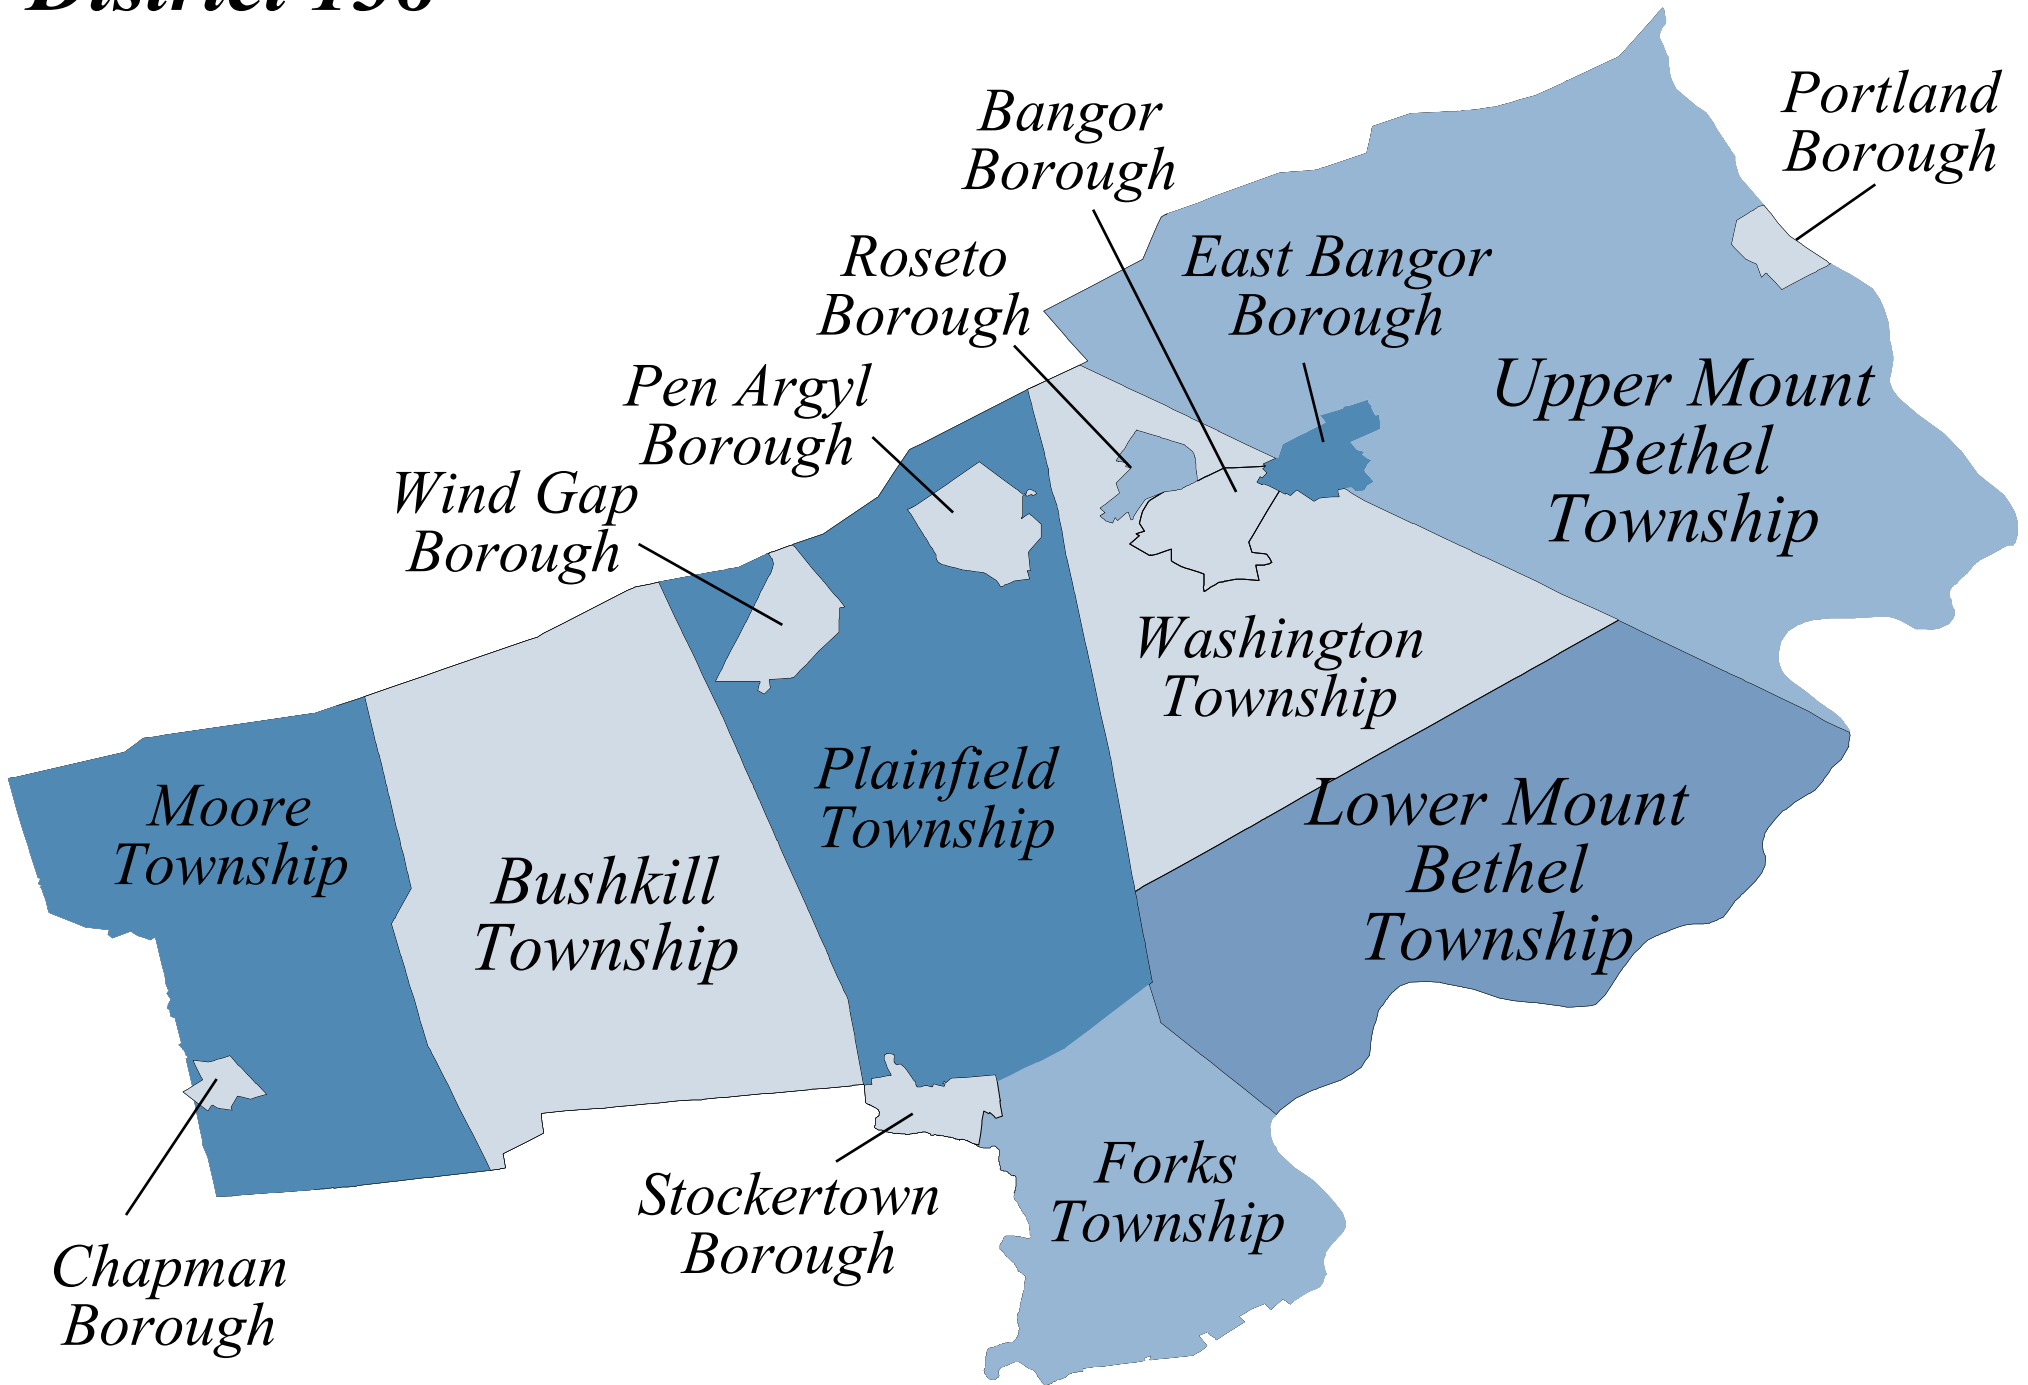 Portland
Borough
Bangor
Borough
Roseto
Borough
East Bangor
Borough
Pen Argyl
Borough
Upper Mount
Bethel
Township
Wind Gap
Borough
Washington
Township
Plainfield
Township
Moore
Township
Lower Mount
Bethel
Township
Bushkill
Township
Forks
Township
Stockertown
Borough
Chapman
Borough